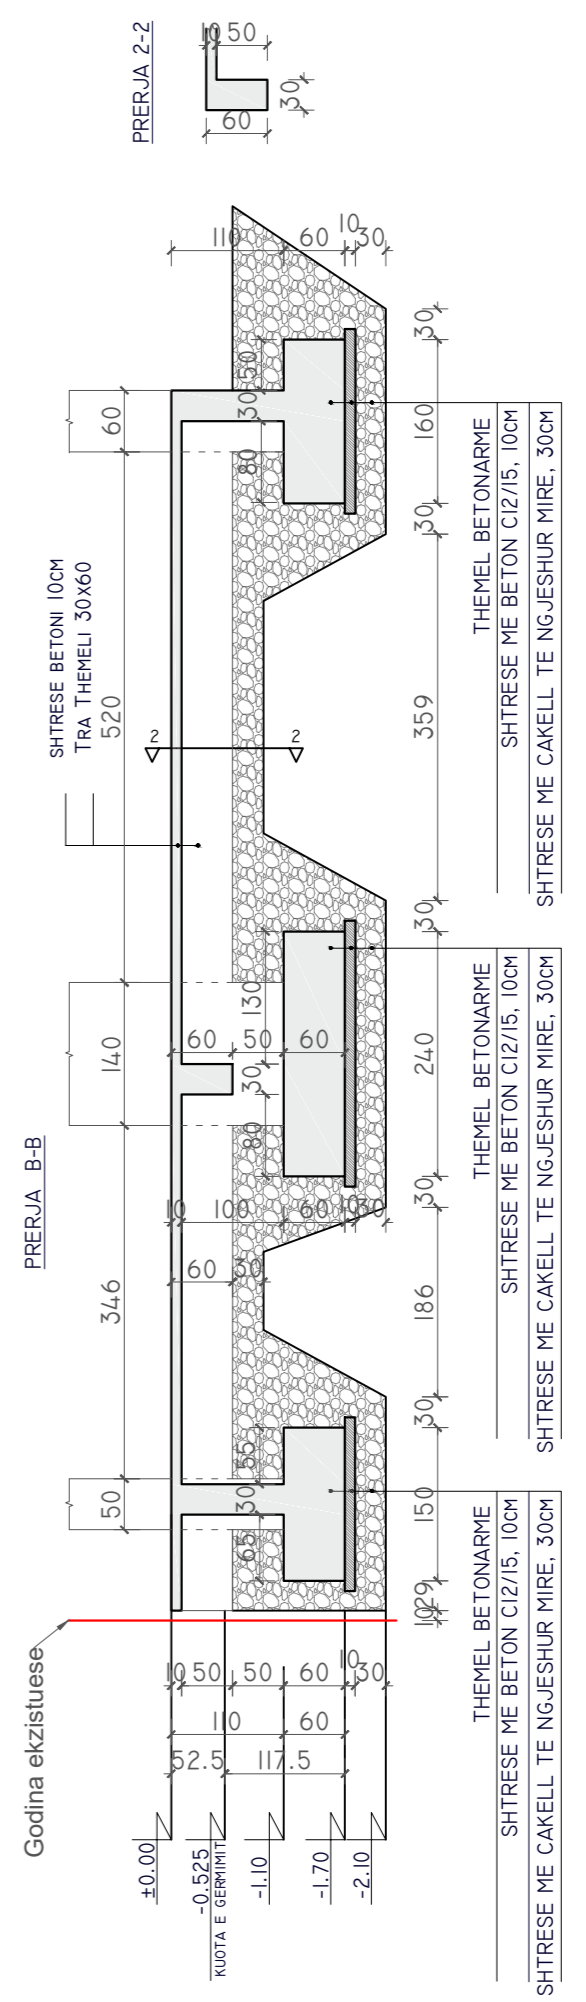 PRERJA 2-2
10 50
30
60
110 60 10 30
30
160
30
359
30
240
30
186
30
150
29
10
60
520
140
346
50
50
30
80
130
30
80
55
30
65
60 50 60
10 100 60 10 30
60 30
2
2
SHTRESE BETONI 10CM
TRA THEMELI 30X60
PRERJA B-B
THEMEL BETONARME
SHTRESE ME BETON C12/15, 10CM
SHTRESE ME CAKELL TE NGJESHUR MIRE, 30CM
THEMEL BETONARME
SHTRESE ME BETON C12/15, 10CM
SHTRESE ME CAKELL TE NGJESHUR MIRE, 30CM
THEMEL BETONARME
SHTRESE ME BETON C12/15, 10CM
SHTRESE ME CAKELL TE NGJESHUR MIRE, 30CM
Godina ekzistuese
10 50 50 60 10 30
110 60
52.5 117.5
±0.00
-0.525
KUOTA E GERMIMIT
-1.10
-1.70
-2.10